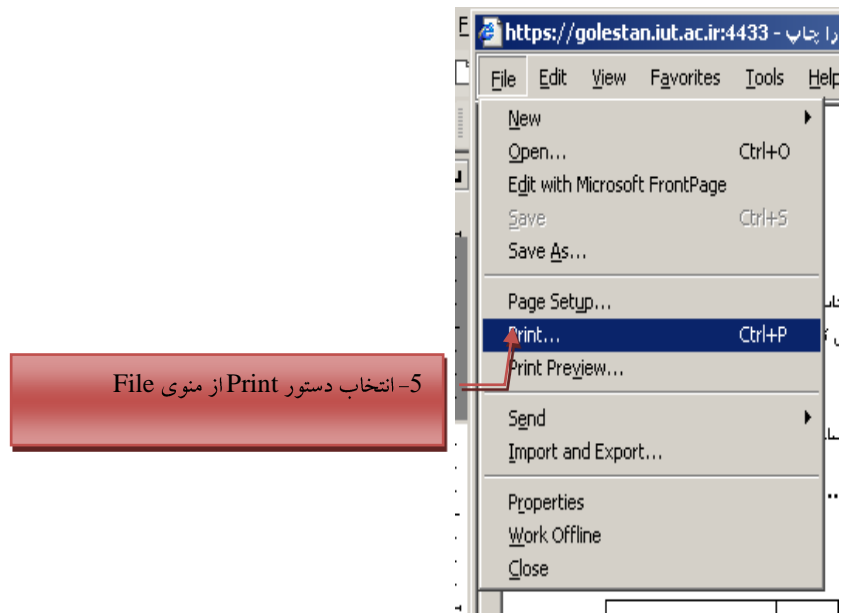 https://golestan.iut.ac.ir:4433 - را چاپ
File Edit View Favorites Tools Help
New
Open... Ctrl+O
Edit with Microsoft FrontPage
Save Ctrl+S
Save As...
Page Setup...
Print... Ctrl+P
Print Preview...
Send
Import and Export...
Properties
Work Offline
Close
5- انتخاب دستور Print از منوی File